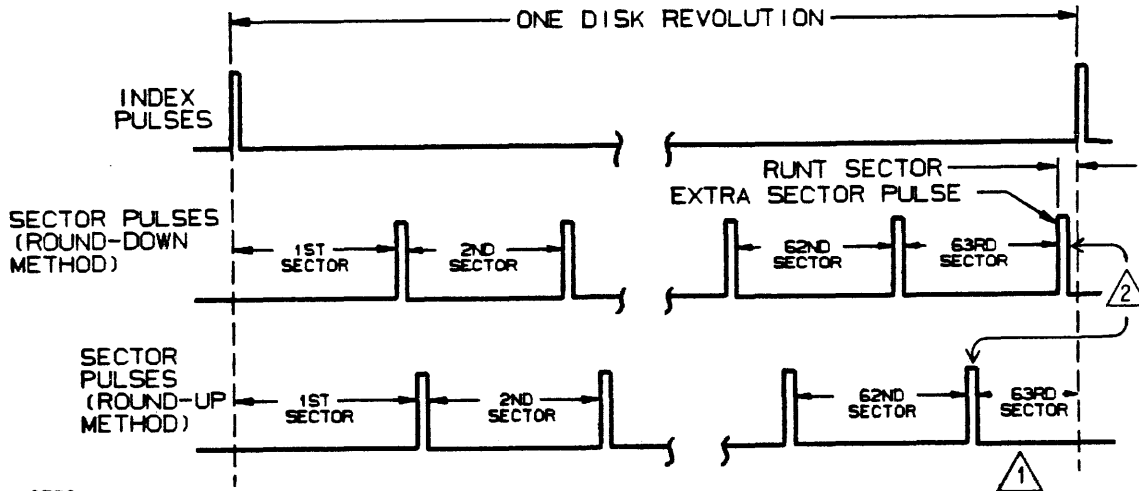 ONE DISK REVOLUTION
INDEX
PULSES
RUNT SECTOR
EXTRA SECTOR PULSE
SECTOR PULSES
(ROUND-DOWN
METHOD)
1ST
SECTOR
2ND
SECTOR
62ND
SECTOR
63RD
SECTOR
2
SECTOR
PULSES
(ROUND-UP
METHOD)
1ST
SECTOR
2ND
SECTOR
62ND
SECTOR
63RD
SECTOR
1